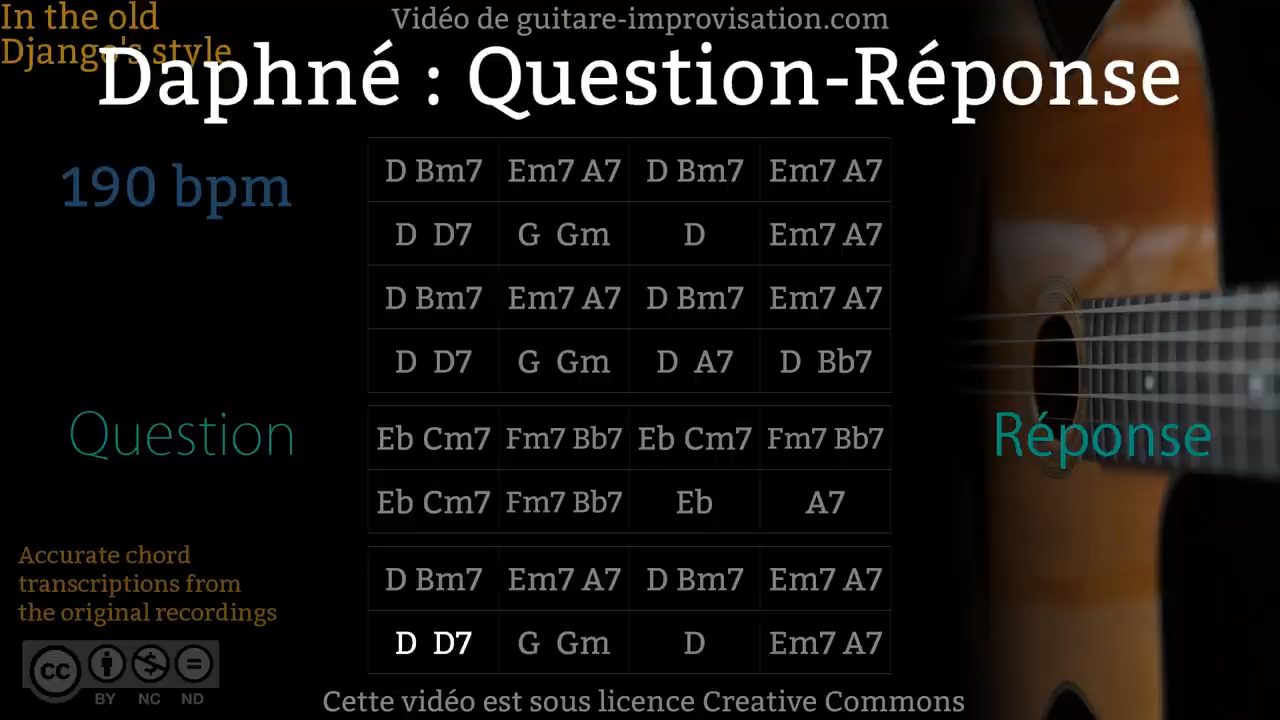 In the old
Django's style
Vidéo de guitare-improvisation.com
Daphné : Question-Réponse
190 bpm
D Bm7 Em7 A7 D Bm7 Em7 A7
D D7 G Gm D Em7 A7
D Bm7 Em7 A7 D Bm7 Em7 A7
D D7 G Gm D A7 D Bb7
Question
Réponse
Eb Cm7 Fm7 Bb7 Eb Cm7 Fm7 Bb7
Eb Cm7 Fm7 Bb7 Eb A7
D Bm7 Em7 A7 D Bm7 Em7 A7
D D7 G Gm D Em7 A7
Accurate chord
transcriptions from
the original recordings
cc
BY NC ND
Cette vidéo est sous licence Creative Commons